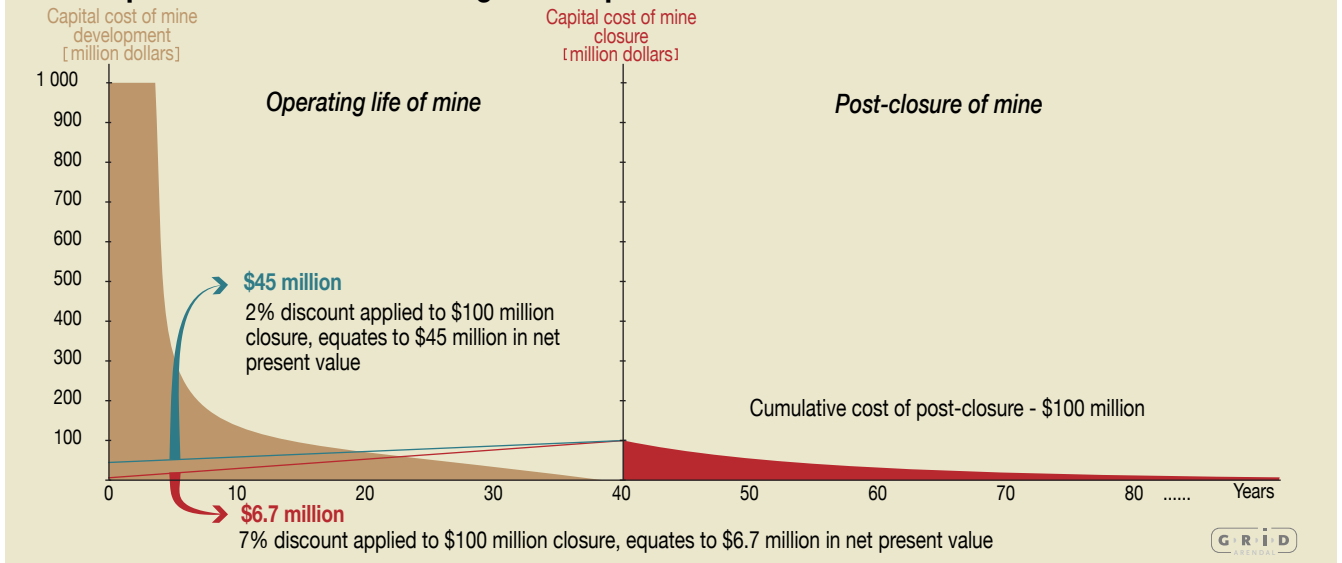 Capital cost of mine
development
[million dollars]
Capital cost of mine
closure
[million dollars]
Operating life of mine
Post-closure of mine
1 000
900
800
700
600
500
400
300
200
100
$45 million
2% discount applied to $100 million
closure, equates to $45 million in net
present value
Cumulative cost of post-closure - $100 million
0 10 20 30 40 50 60 70 80 ...... Years
$6.7 million
7% discount applied to $100 million closure, equates to $6.7 million in net present value
G R i D
ARENDAL